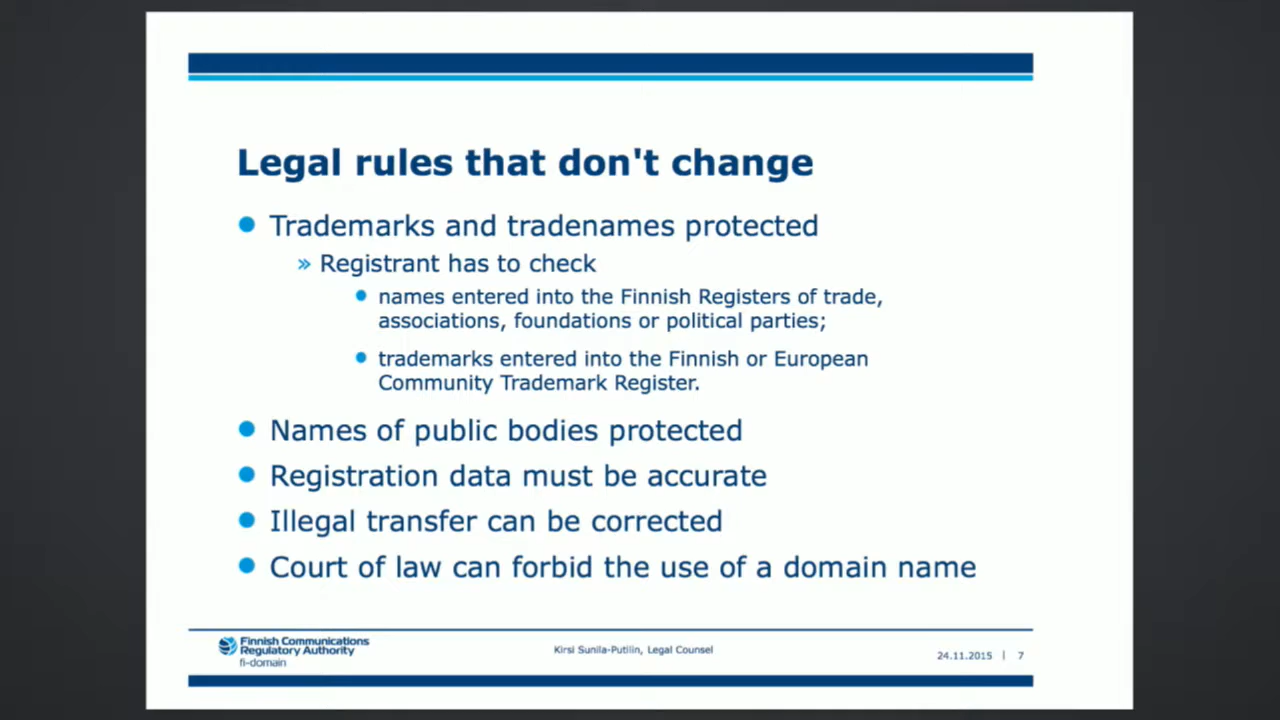 Legal rules that don't change
● Trademarks and tradenames protected
» Registrant has to check
● names entered into the Finnish Registers of trade,
associations, foundations or political parties;
● trademarks entered into the Finnish or European
Community Trademark Register.
● Names of public bodies protected
● Registration data must be accurate
● Illegal transfer can be corrected
● Court of law can forbid the use of a domain name
Finnish Communications
Regulatory Authority
fi-domain
Kirsi Sunila-Putilin, Legal Counsel
24.11.2015 | 7